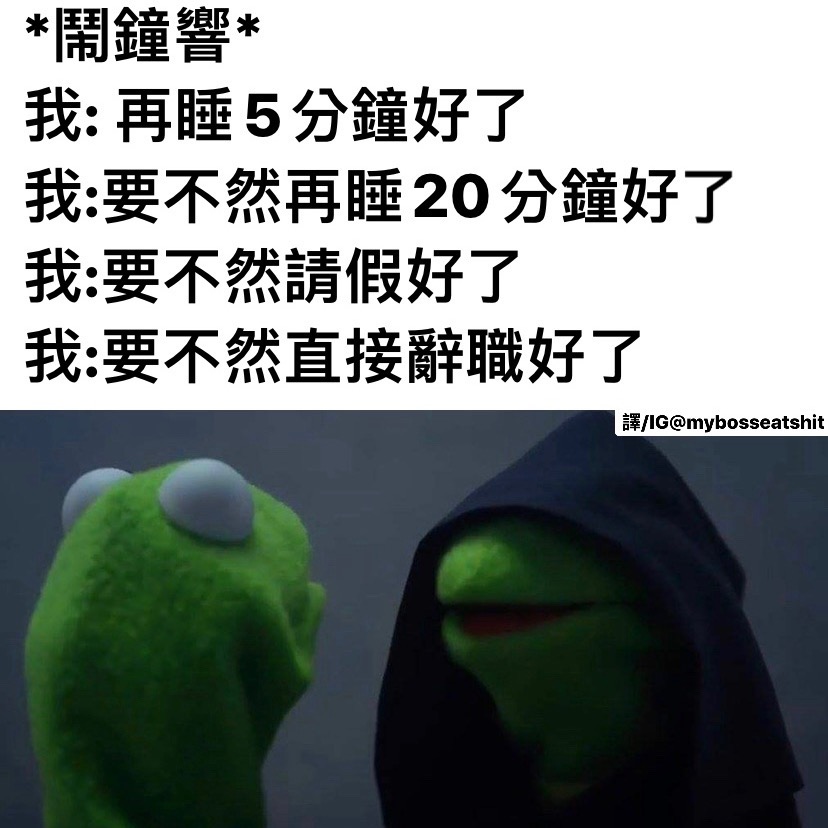 *鬧鐘響*
我: 再睡5分鐘好了
我:要不然再睡20分鐘好了
我:要不然請假好了
我:要不然直接辭職好了
譯/IG@mybosseatshit